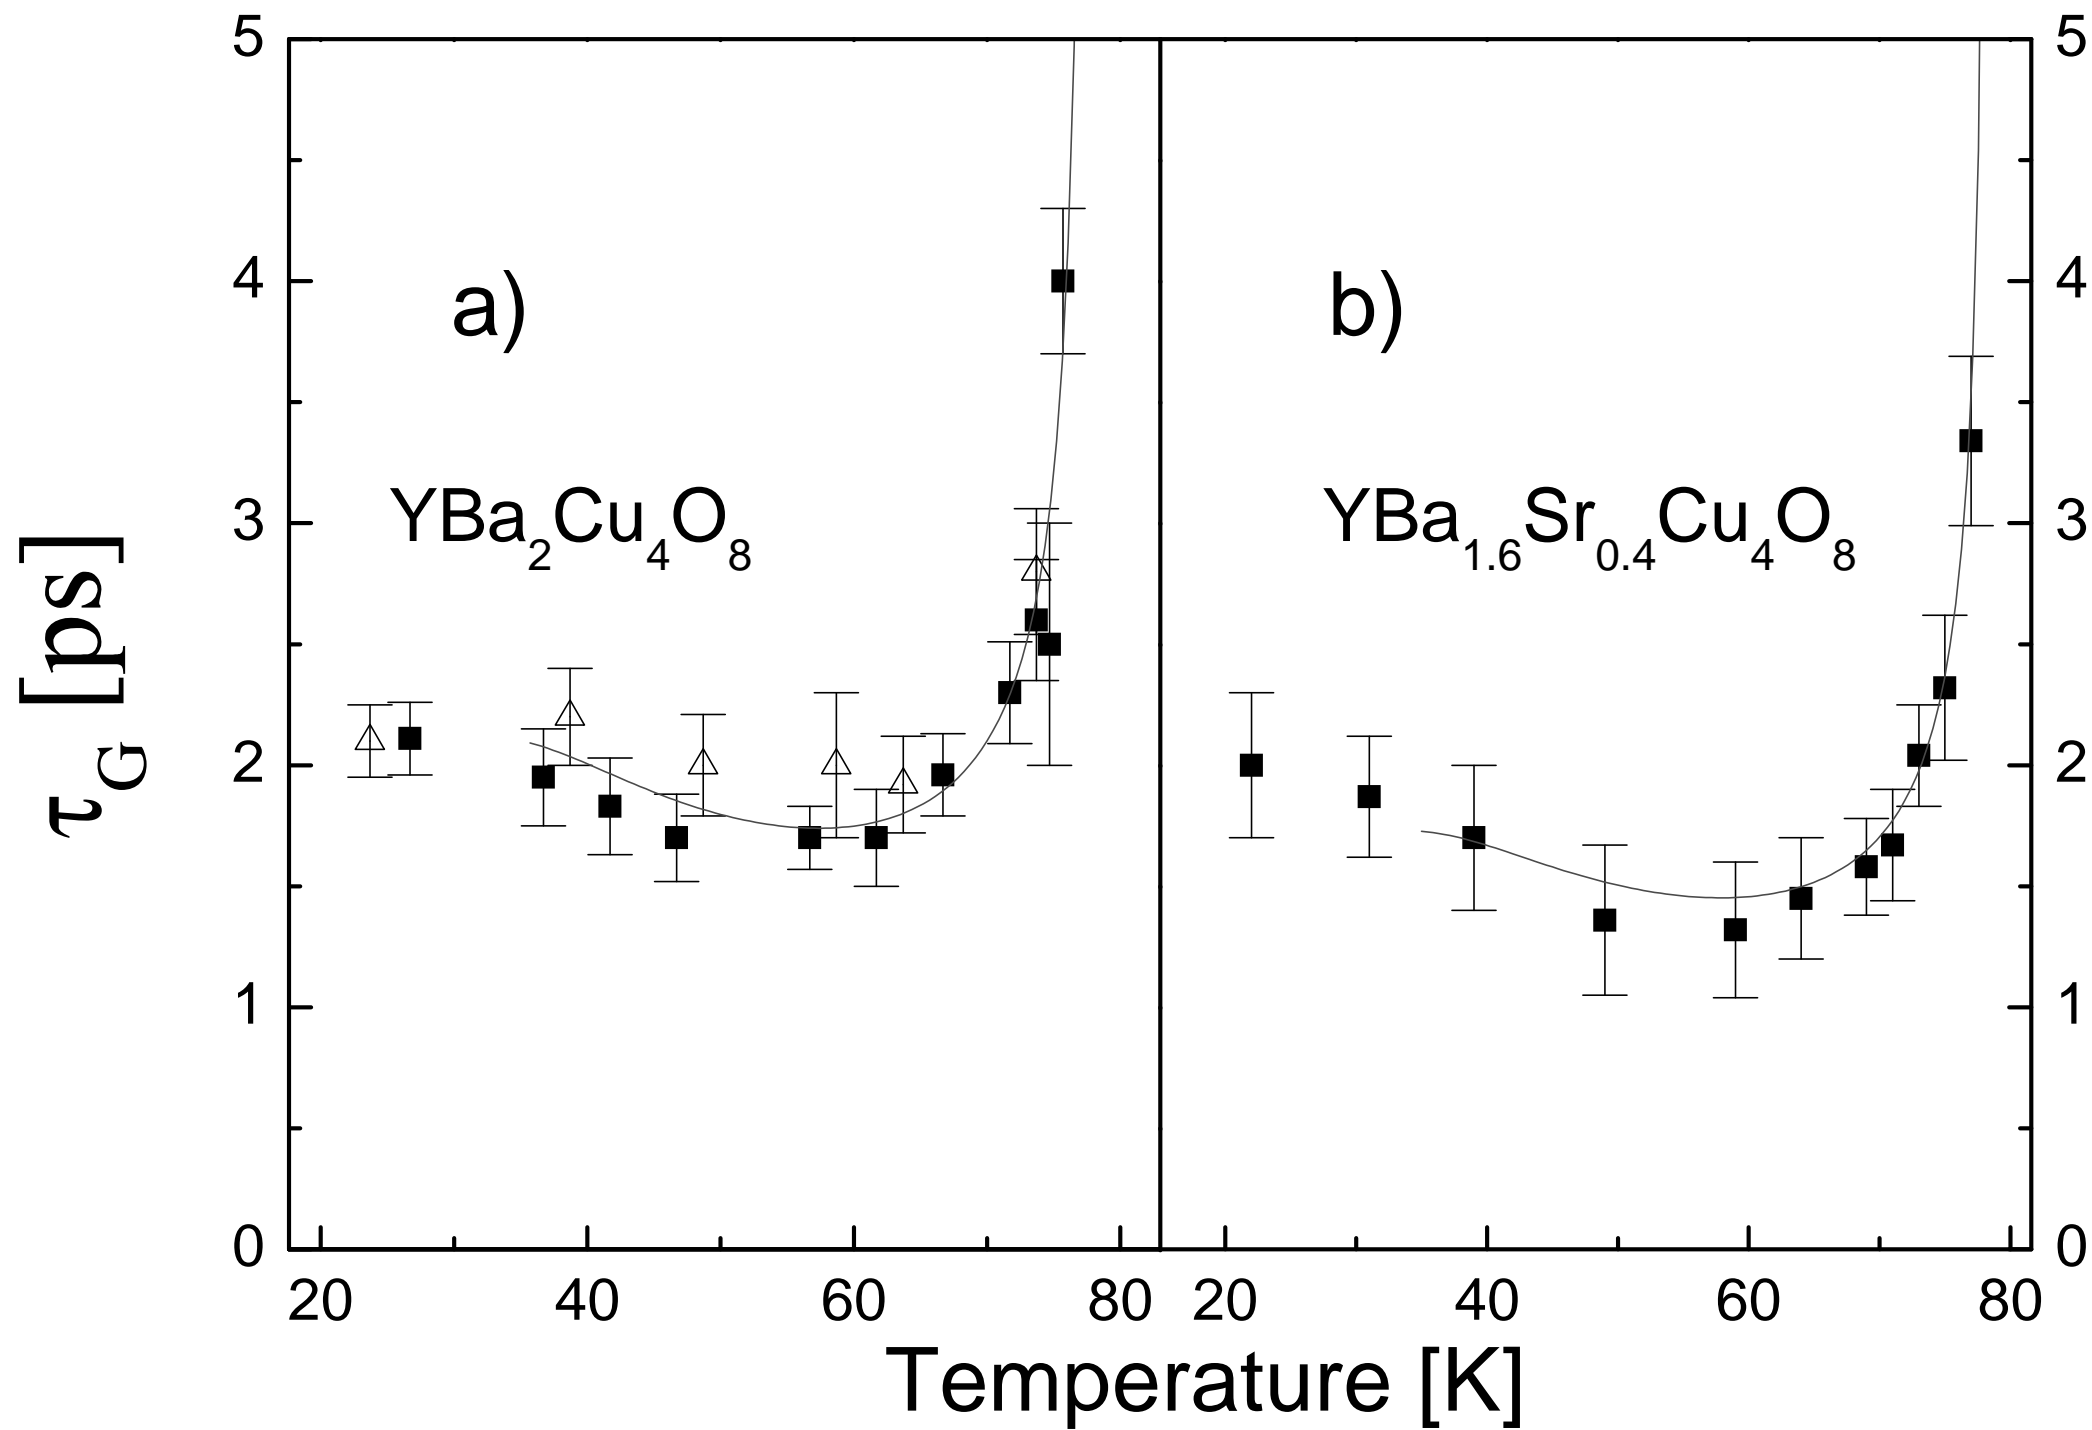 5 5
4 4
a) b)
3 3
YBa₂Cu₄O₈ YBa₁.₆Sr₀.₄Cu₄O₈
τG [ps]
2 2
1 1
0 0
20 40 60 80 20 40 60 80
Temperature [K]